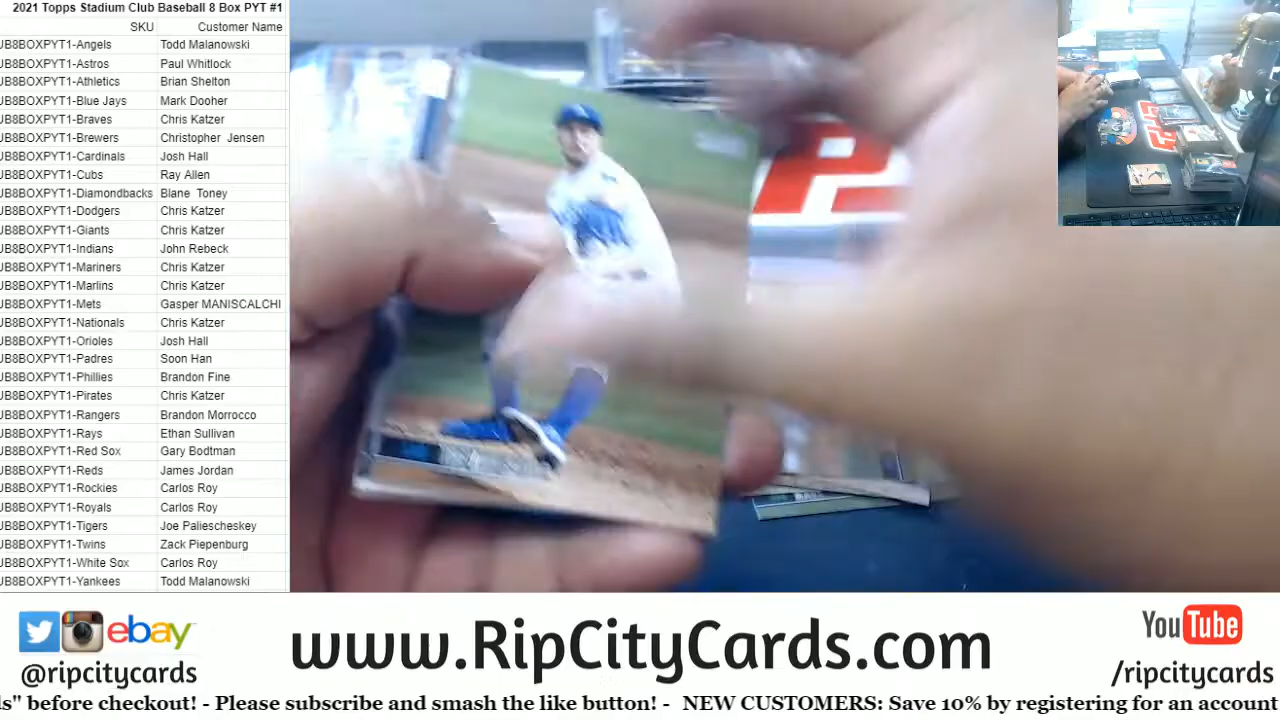 2021 Topps Stadium Club Baseball 8 Box PYT #1
SKU Customer Name
JB8BOXPYT1-Angels Todd Malanowski
JB8BOXPYT1-Astros Paul Whitlock
JB8BOXPYT1-Athletics Brian Shelton
JB8BOXPYT1-Blue Jays Mark Dooher
JB8BOXPYT1-Braves Chris Katzer
JB8BOXPYT1-Brewers Christopher Jensen
JB8BOXPYT1-Cardinals Josh Hall
JB8BOXPYT1-Cubs Ray Allen
JB8BOXPYT1-Diamondbacks Blane Toney
JB8BOXPYT1-Dodgers Chris Katzer
JB8BOXPYT1-Giants Chris Katzer
JB8BOXPYT1-Indians John Rebeck
JB8BOXPYT1-Mariners Chris Katzer
JB8BOXPYT1-Marlins Chris Katzer
JB8BOXPYT1-Mets Gasper MANISCALCHI
JB8BOXPYT1-Nationals Chris Katzer
JB8BOXPYT1-Orioles Josh Hall
JB8BOXPYT1-Padres Soon Han
JB8BOXPYT1-Phillies Brandon Fine
JB8BOXPYT1-Pirates Chris Katzer
JB8BOXPYT1-Rangers Brandon Morrocco
JB8BOXPYT1-Rays Ethan Sullivan
JB8BOXPYT1-Red Sox Gary Bodtman
JB8BOXPYT1-Reds James Jordan
JB8BOXPYT1-Rockies Carlos Roy
JB8BOXPYT1-Royals Carlos Roy
JB8BOXPYT1-Tigers Joe Paliescheskey
JB8BOXPYT1-Twins Zack Piepenburg
JB8BOXPYT1-White Sox Carlos Roy
JB8BOXPYT1-Yankees Todd Malanowski
ebay
@ripcitycards
www.RipCityCards.com
YouTube
/ripcitycards
ds" before checkout! - Please subscribe and smash the like button! - NEW CUSTOMERS: Save 10% by registering for an account